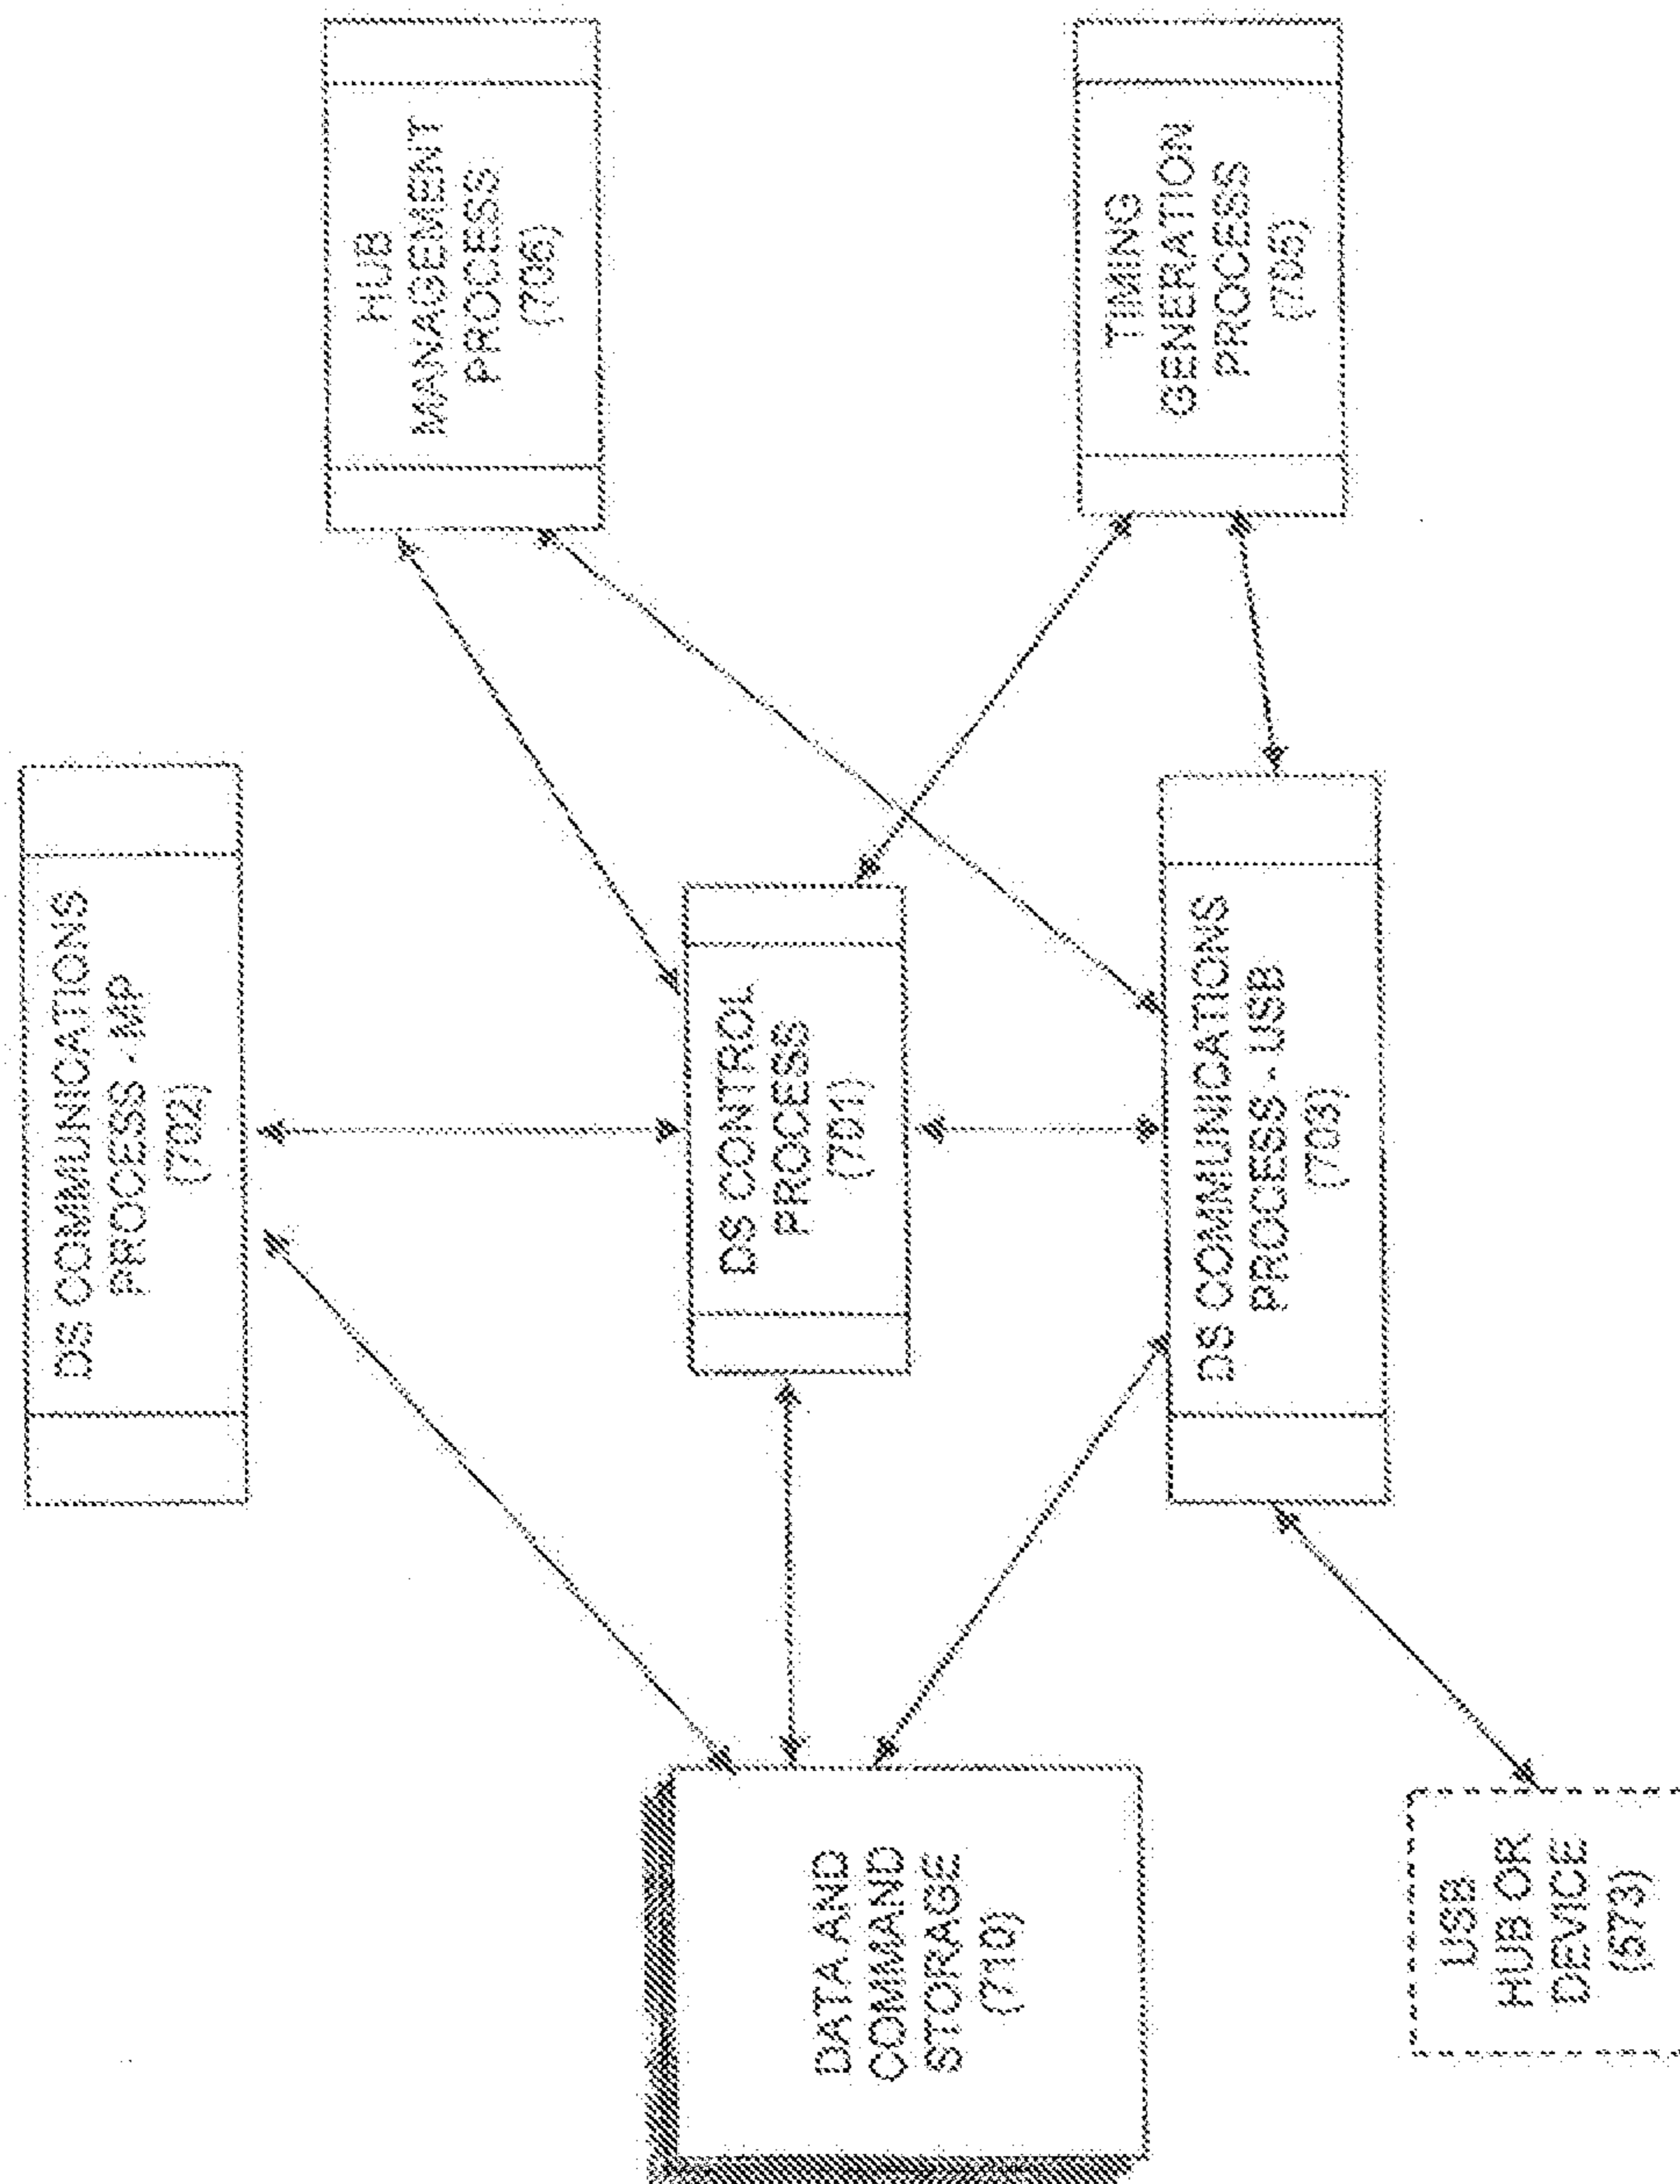 DS COMMUNICATIONS
PROCESS - MP
(702)
HUB
MANAGEMENT
PROCESS
(706)
DATA AND
COMMAND
STORAGE
(710)
DS CONTROL
PROCESS
(701)
TIMING
GENERATION
PROCESS
(705)
DS COMMUNICATIONS
PROCESS - USB
(703)
USB
HUB OR
DEVICE
(573)